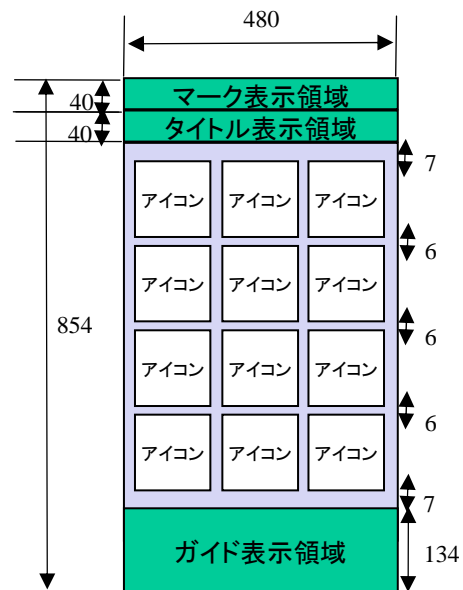 480
マーク表示領域
40
タイトル表示領域
40
7
アイコン アイコン アイコン
6
アイコン アイコン アイコン
854
6
アイコン アイコン アイコン
6
アイコン アイコン アイコン
7
ガイド表示領域
134